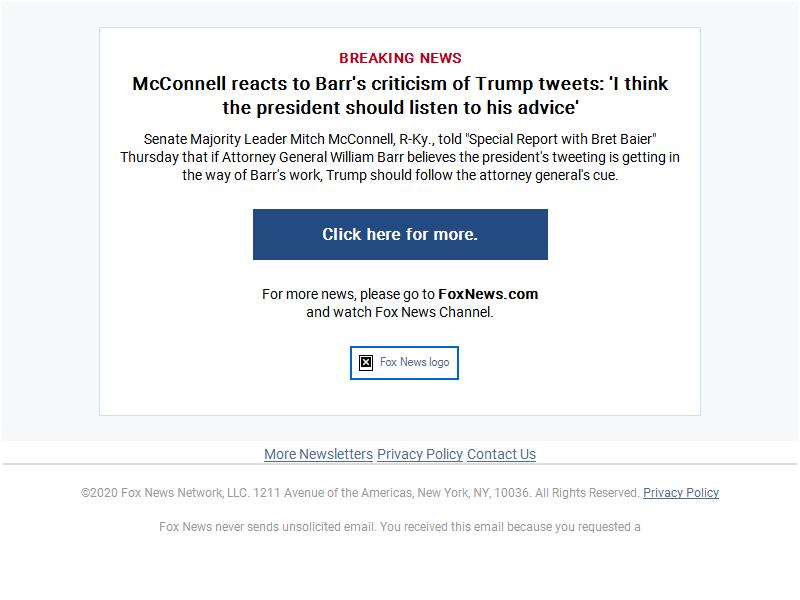 BREAKING NEWS
McConnell reacts to Barr's criticism of Trump tweets: 'I think
the president should listen to his advice'
Senate Majority Leader Mitch McConnell, R-Ky., told "Special Report with Bret Baier"
Thursday that if Attorney General William Barr believes the president's tweeting is getting in
the way of Barr's work, Trump should follow the attorney general's cue.
Click here for more.
For more news, please go to FoxNews.com
and watch Fox News Channel.
Fox News logo
More Newsletters Privacy Policy Contact Us
©2020 Fox News Network, LLC. 1211 Avenue of the Americas, New York, NY, 10036. All Rights Reserved. Privacy Policy
Fox News never sends unsolicited email. You received this email because you requested a